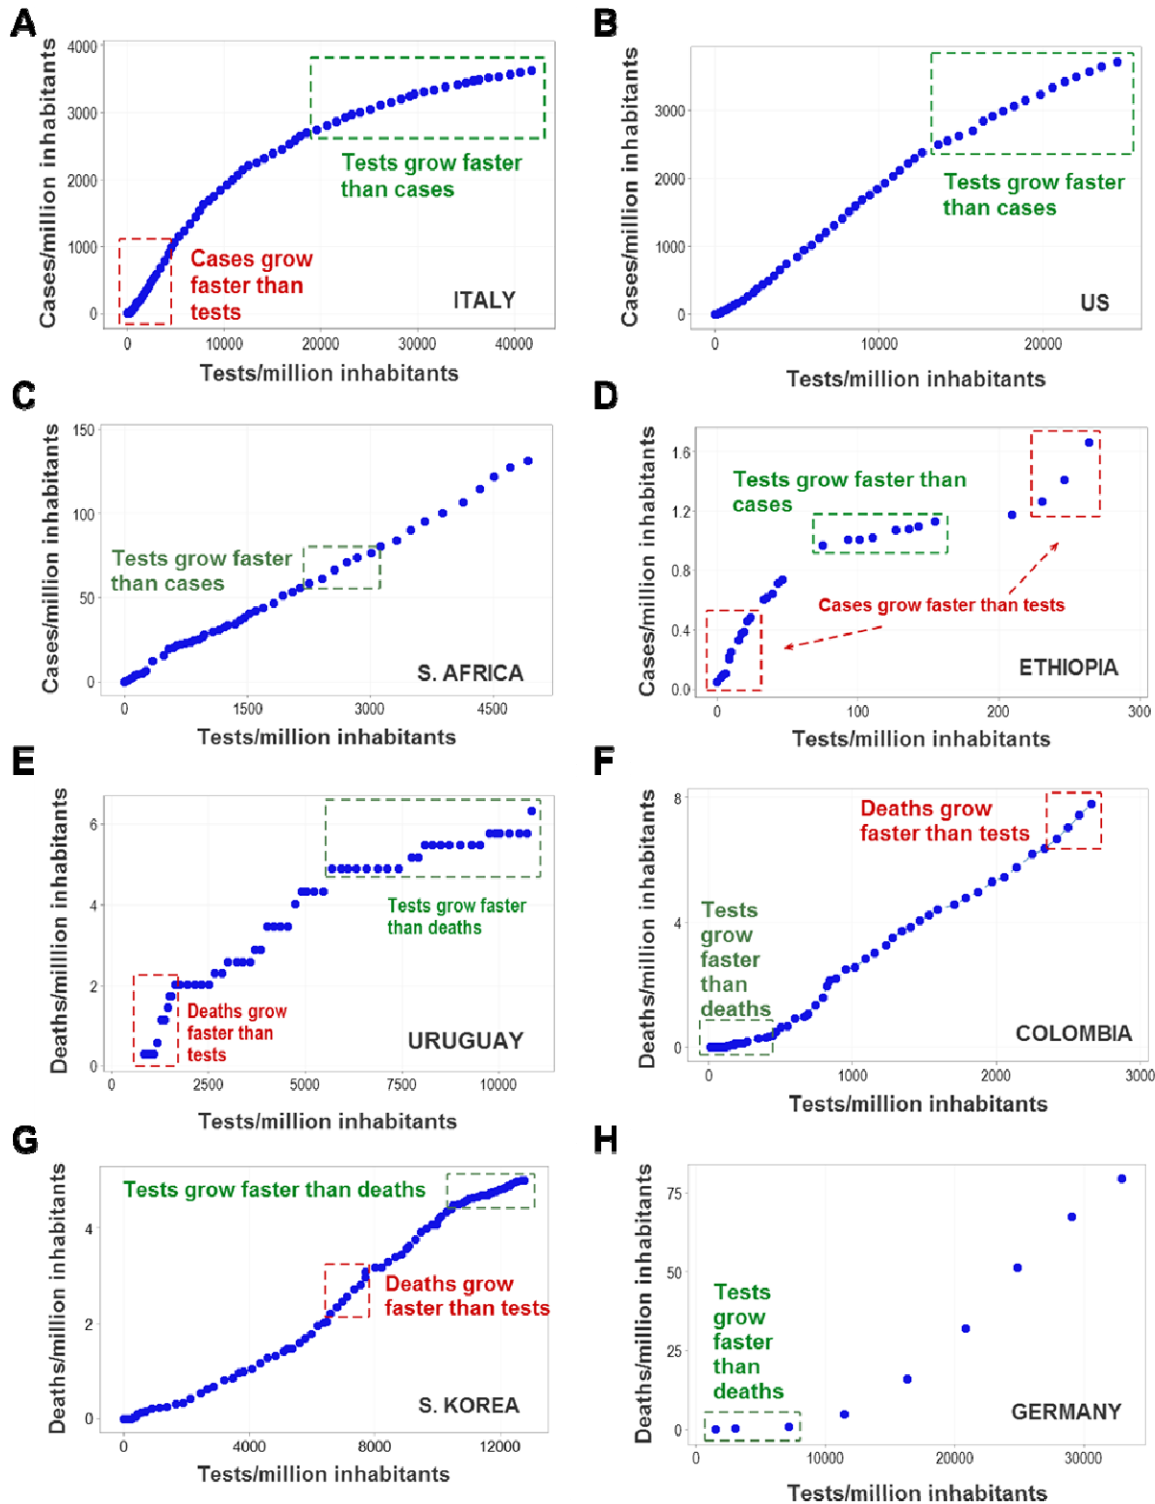 A
Cases/million inhabitants
4000
3000
2000
1000
0
Tests grow faster
than cases
Cases grow
faster than
tests
ITALY
0 10000 20000 30000 40000
Tests/million inhabitants
B
Cases/million inhabitants
3000
2000
1000
0
Tests grow faster
than cases
US
0 10000 20000
Tests/million inhabitants
C
Cases/million inhabitants
150
100
50
0
Tests grow faster
than cases
S. AFRICA
0 1500 3000 4500
Tests/million inhabitants
D
Cases/million inhabitants
1.6
1.2
0.8
0.4
0.0
Tests grow faster than
cases
Cases grow faster than tests
ETHIOPIA
0 100 200 300
Tests/million inhabitants
E
Deaths/million inhabitants
6
4
2
0
Tests grow faster
than deaths
Deaths grow
faster than
tests
URUGUAY
0 2500 5000 7500 10000
Tests/million inhabitants
F
Deaths/million inhabitants
8
4
0
Deaths grow
faster than tests
Tests
grow
faster
than
deaths
COLOMBIA
0 1000 2000 3000
Tests/million inhabitants
G
Deaths/million inhabitants
4
2
0
Tests grow faster than deaths
Deaths grow
faster than tests
S. KOREA
0 4000 8000 12000
Tests/million inhabitants
H
Deaths/million inhabitants
75
50
25
0
Tests
grow
faster
than
deaths
GERMANY
0 10000 20000 30000
Tests/million inhabitants